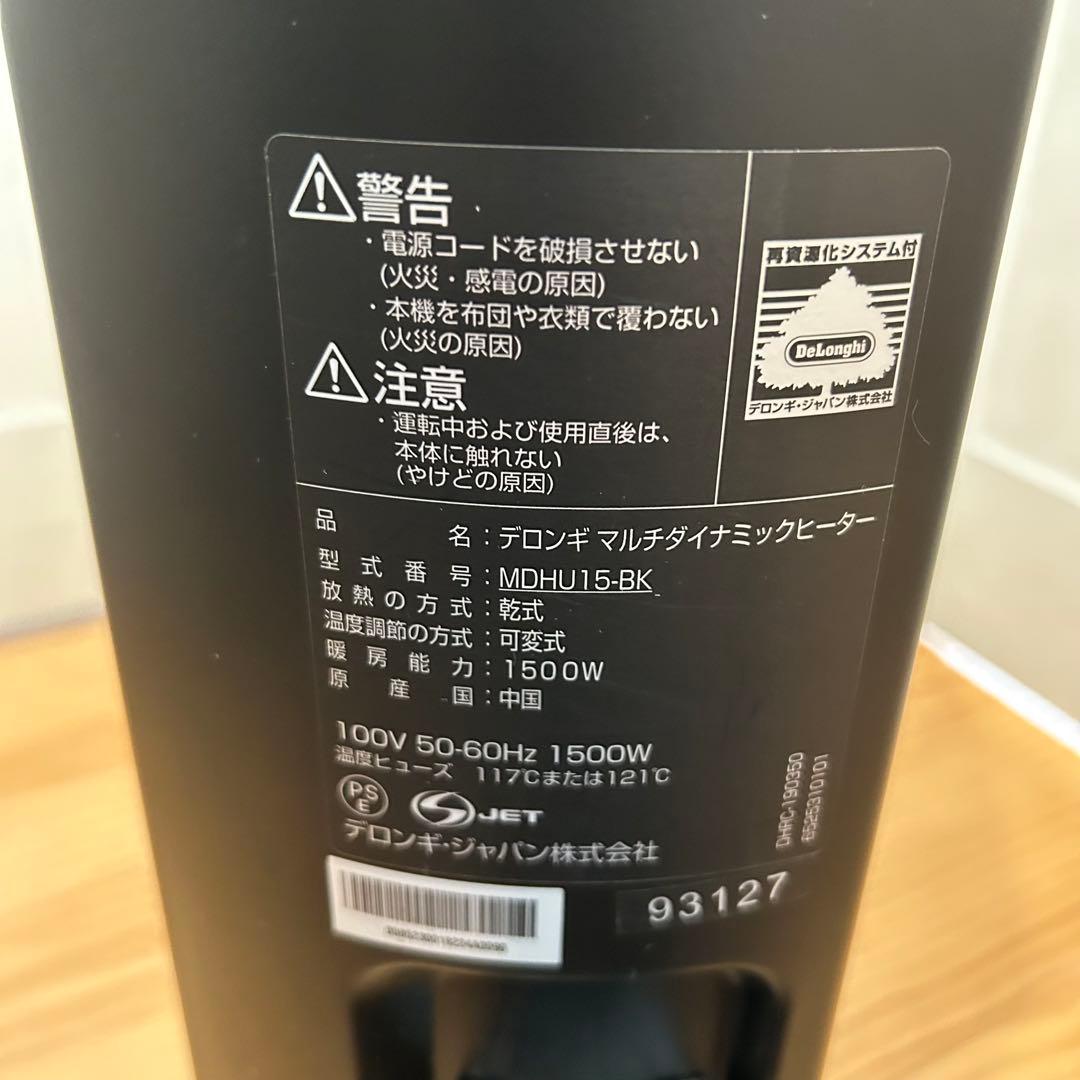 警告
・電源コードを破損させない
(火災・感電の原因)
・本機を布団や衣類で覆わない
(火災の原因)
注意
・運転中および使用直後は、
本体に触れない
(やけどの原因)
再資源化システム付
DeLonghi
デロンギ・ジャパン株式会社
品名：デロンギ マルチダイナミックヒーター
型式番号：MDHU15-BK
放熱の方式：乾式
温度調節の方式：可変式
暖房能力：1500W
原産国：中国
100V 50-60Hz 1500W
温度ヒューズ 117℃または121℃
PSE
JET
デロンギ・ジャパン株式会社
DHRC-190350
6525310101
93127